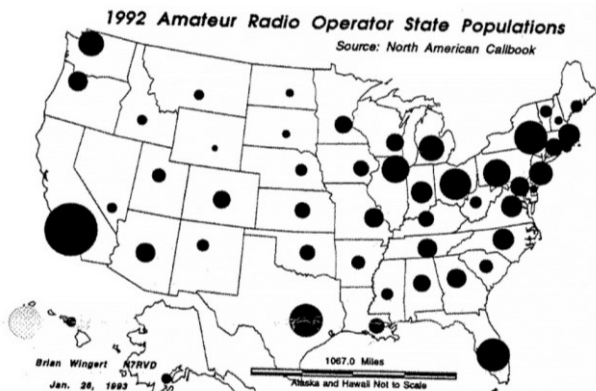 1992 Amateur Radio Operator State Populations
Source: North American Callbook
1067.0 Miles
Brian Wingert N7RVD
Alaska and Hawaii Not to Scale
Jan. 26, 1993